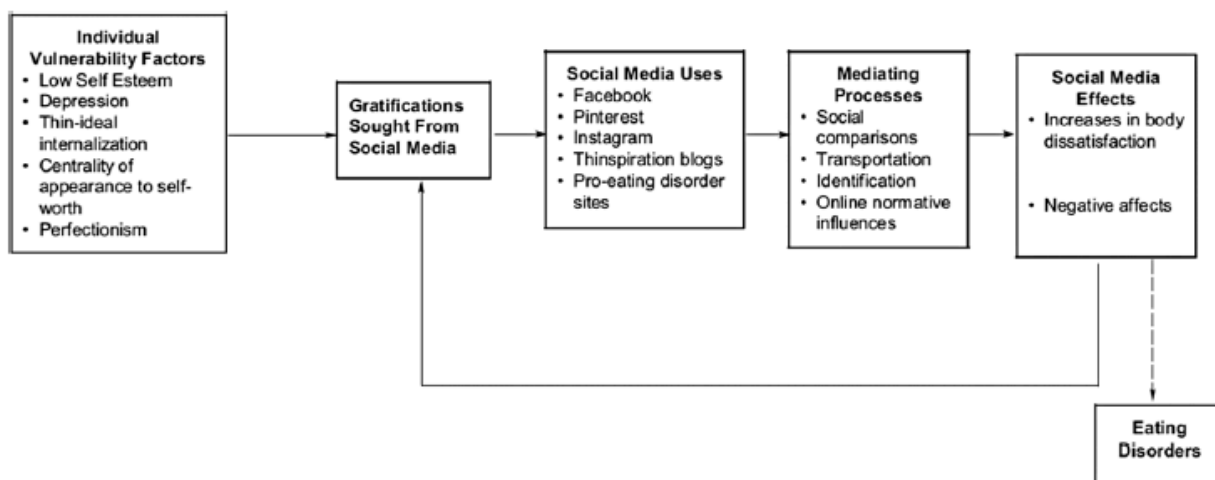 Individual
Vulnerability Factors
• Low Self Esteem
• Depression
• Thin-ideal
internalization
• Centrality of
appearance to self-
worth
• Perfectionism
Gratifications
Sought From
Social Media
Social Media Uses
• Facebook
• Pinterest
• Instagram
• Thinspiration blogs
• Pro-eating disorder
sites
Mediating
Processes
• Social
comparisons
• Transportation
• Identification
• Online normative
influences
Social Media
Effects
• Increases in body
dissatisfaction
• Negative affects
Eating
Disorders